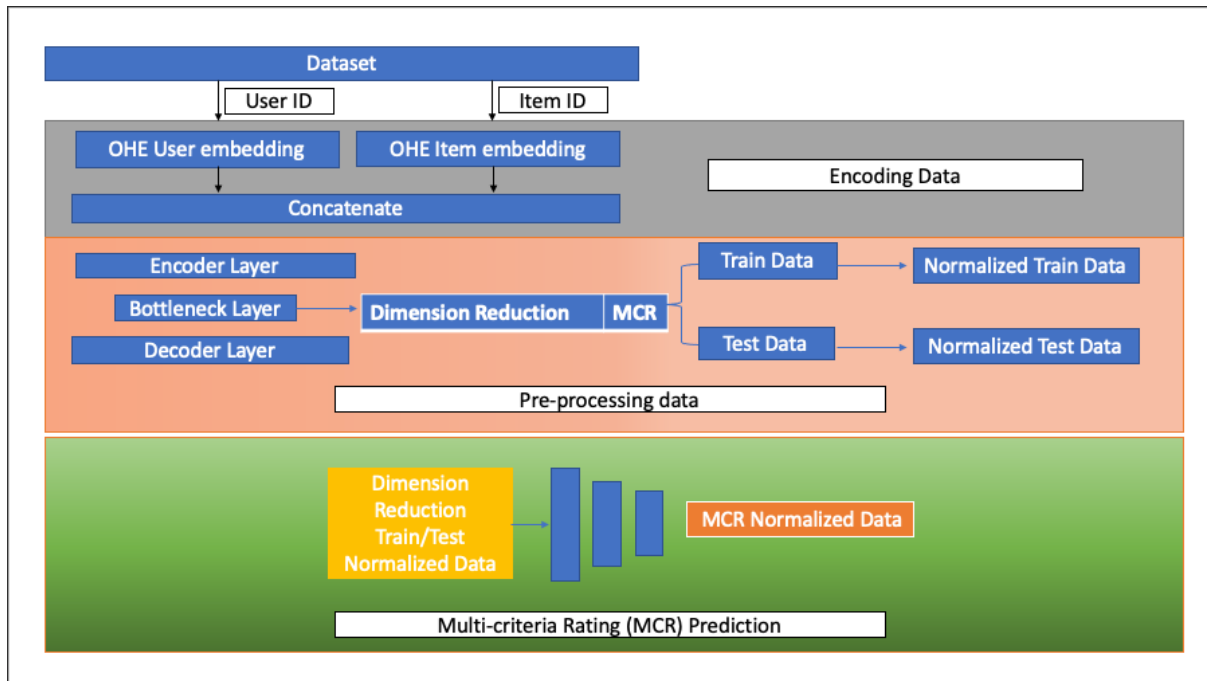 Dataset
User ID
Item ID
OHE User embedding
OHE Item embedding
Encoding Data
Concatenate
Encoder Layer
Train Data
Normalized Train Data
Bottleneck Layer
Dimension Reduction
MCR
Decoder Layer
Test Data
Normalized Test Data
Pre-processing data
Dimension
Reduction
Train/Test
Normalized Data
MCR Normalized Data
Multi-criteria Rating (MCR) Prediction